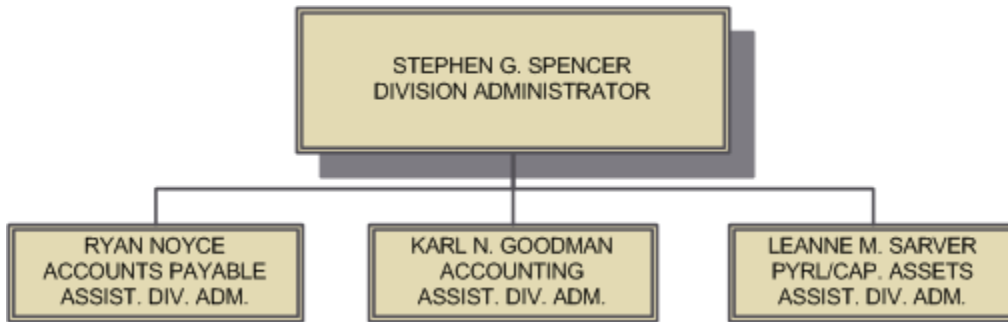 STEPHEN G. SPENCER
DIVISION ADMINISTRATOR
RYAN NOYCE
ACCOUNTS PAYABLE
ASSIST. DIV. ADM.
KARL N. GOODMAN
ACCOUNTING
ASSIST. DIV. ADM.
LEANNE M. SARVER
PYRL/CAP. ASSETS
ASSIST. DIV. ADM.